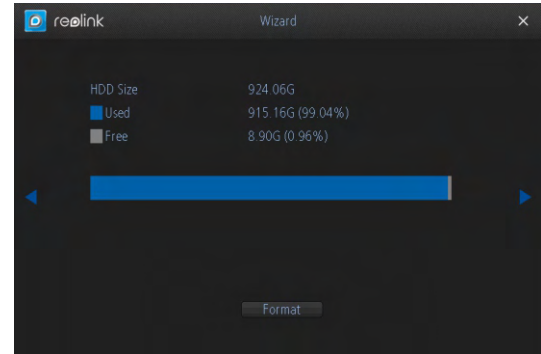 reolink Wizard ×
HDD Size 924.06G
Used 915.16G (99.04%)
Free 8.90G (0.96%)
Format